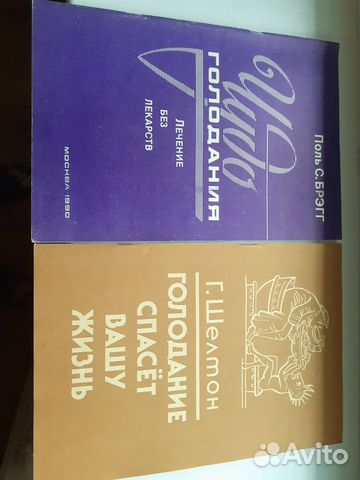 Поль С. БРЭГГ
Чудо
ГОЛОДАНИЯ
ЛЕЧЕНИЕ
БЕЗ
ЛЕКАРСТВ
МОСКВА 1990
Г. Шелтон
ГОЛОДАНИЕ
СПАСЁТ
ВАШУ
ЖИЗНЬ
Avito